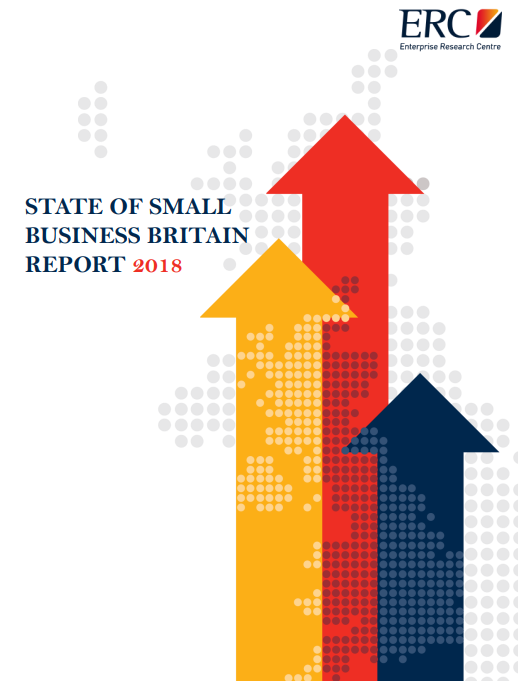 ERC
Enterprise Research Centre
STATE OF SMALL
BUSINESS BRITAIN
REPORT 2018